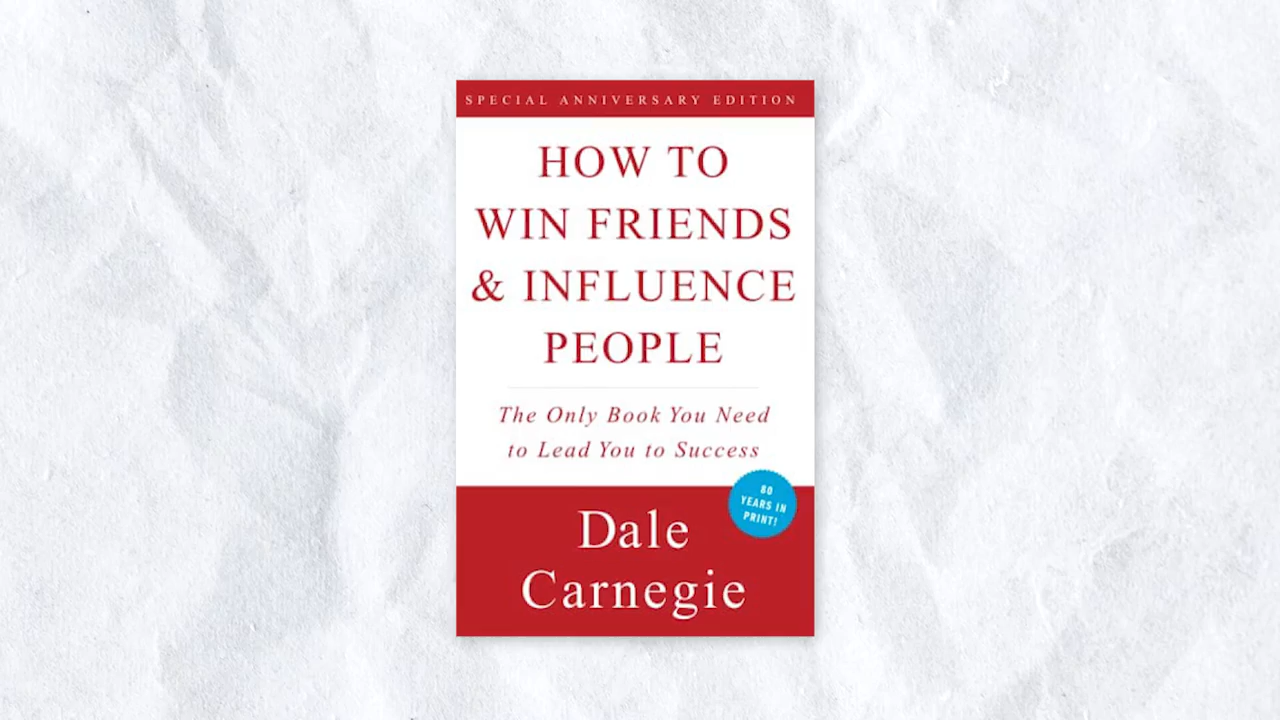 SPECIAL ANNIVERSARY EDITION
HOW TO
WIN FRIENDS
& INFLUENCE
PEOPLE
The Only Book You Need
to Lead You to Success
80
YEARS IN
PRINT!
Dale
Carnegie